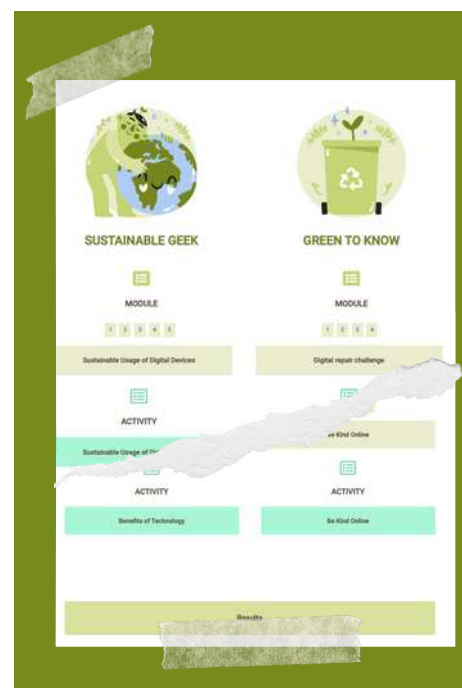 SUSTAINABLE GEEK
MODULE
1 2 3 4 5
Sustainable Usage of Digital Devices
ACTIVITY
Sustainable Usage of
ACTIVITY
Benefits of Technology
GREEN TO KNOW
MODULE
1 2 3 4
Digital repair challenge
Be Kind Online
ACTIVITY
Be Kind Online
Results